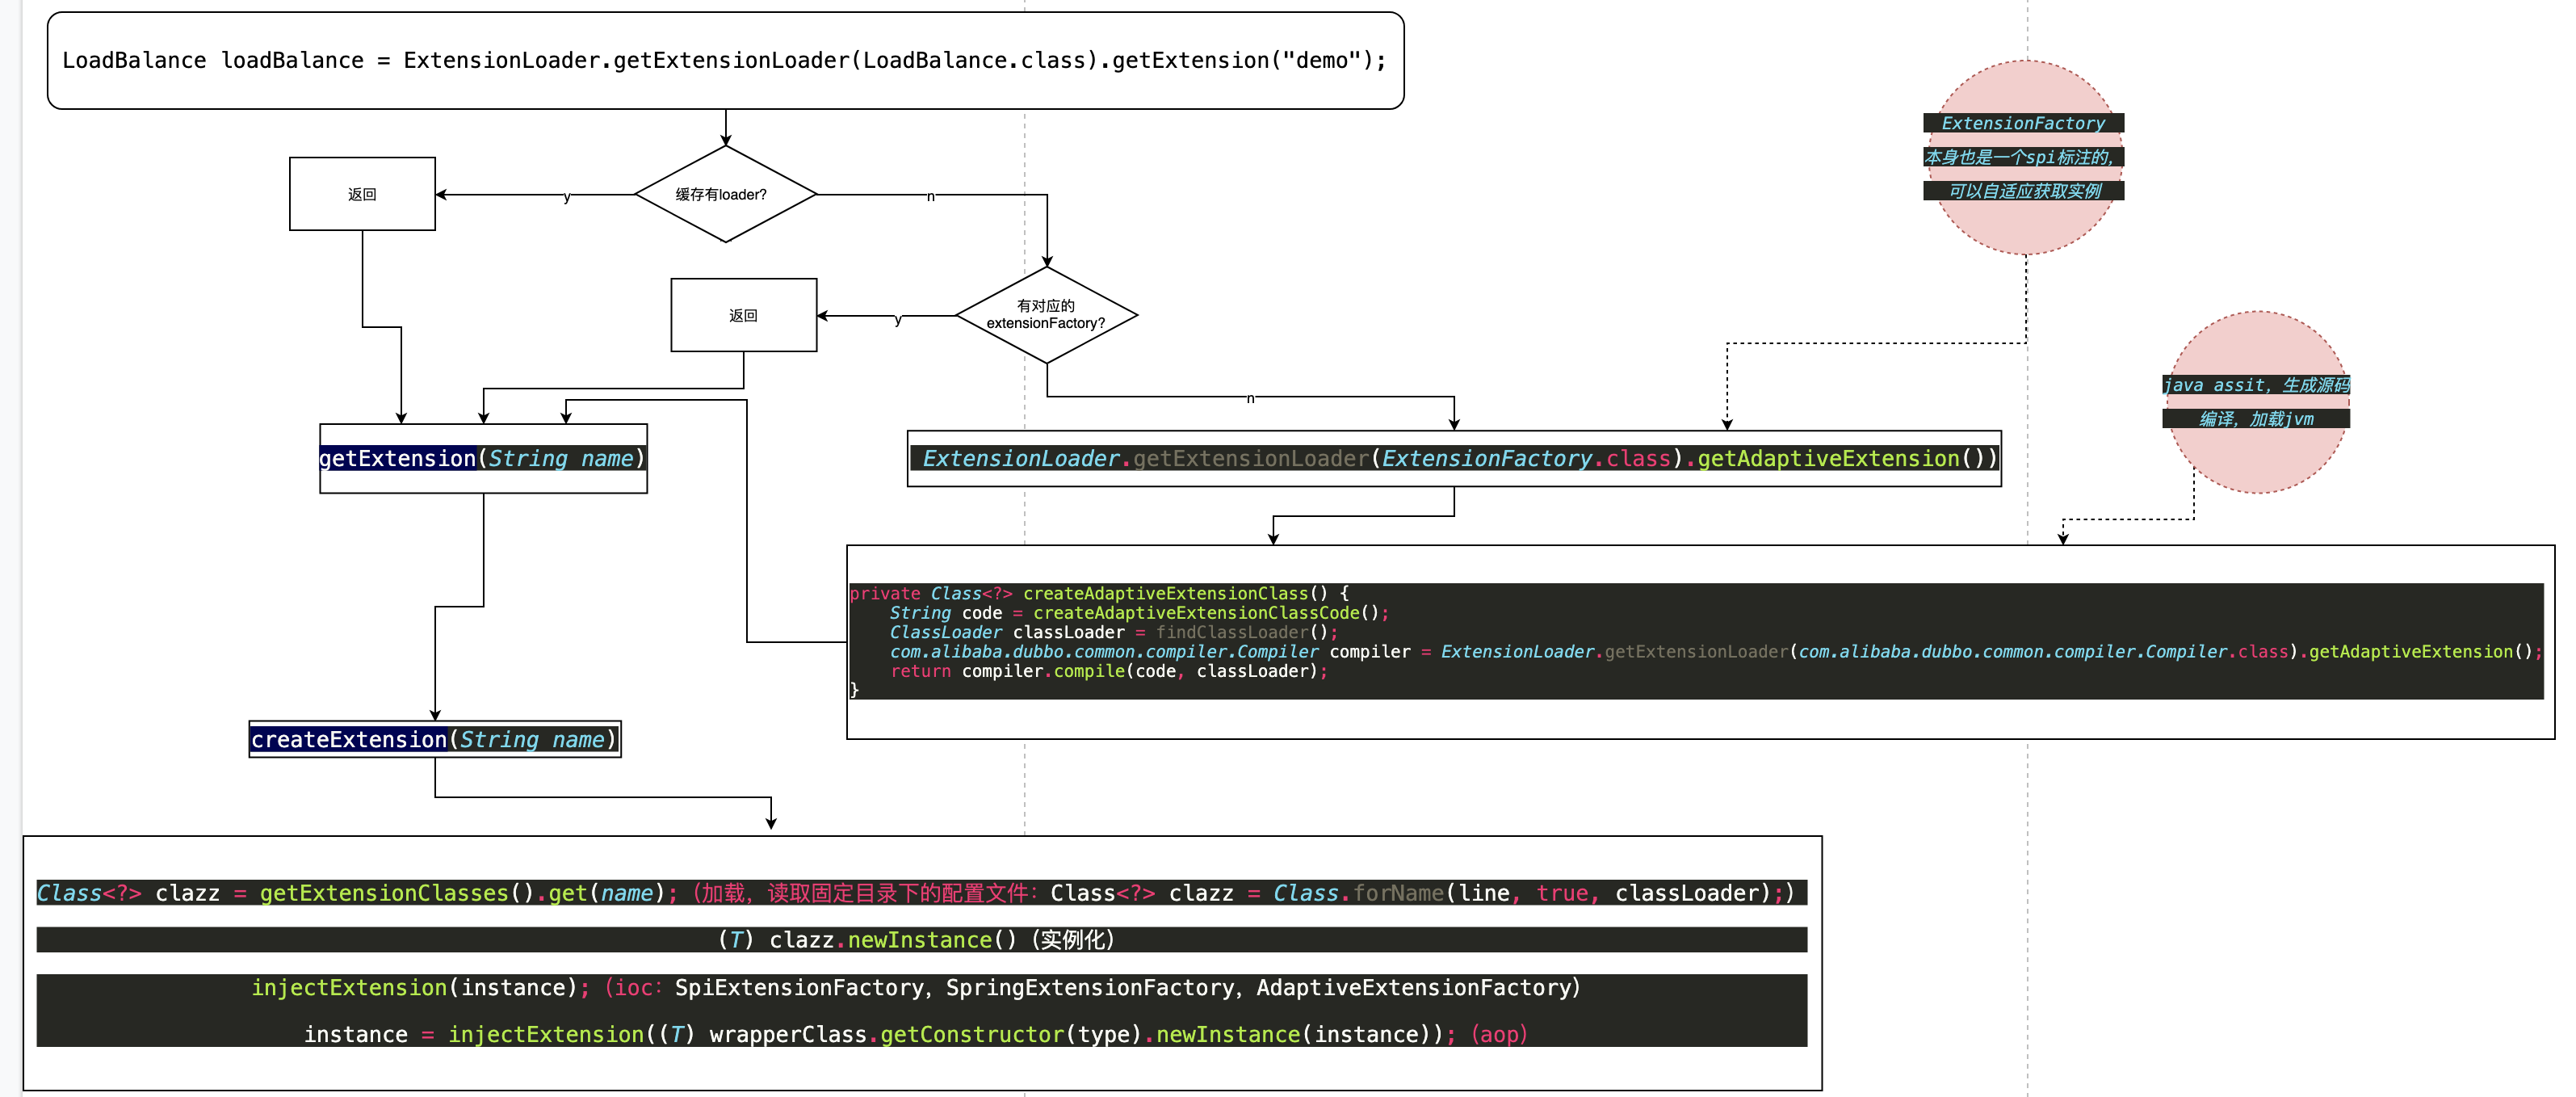 LoadBalance loadBalance = ExtensionLoader.getExtensionLoader(LoadBalance.class).getExtension("demo");
ExtensionFactory
本身也是一个spi标注的,
可以自适应获取实例
返回
y
缓存有loader?
n
返回
y
有对应的
extensionFactory?
n
java assit, 生成源码
编译, 加载jvm
getExtension(String name)
ExtensionLoader.getExtensionLoader(ExtensionFactory.class).getAdaptiveExtension())
private Class<?> createAdaptiveExtensionClass() {
String code = createAdaptiveExtensionClassCode();
ClassLoader classLoader = findClassLoader();
com.alibaba.dubbo.common.compiler.Compiler compiler = ExtensionLoader.getExtensionLoader(com.alibaba.dubbo.common.compiler.Compiler.class).getAdaptiveExtension();
return compiler.compile(code, classLoader);
}
createExtension(String name)
Class<?> clazz = getExtensionClasses().get(name);（加载，读取固定目录下的配置文件：Class<?> clazz = Class.forName(line, true, classLoader);)
(T) clazz.newInstance()（实例化）
injectExtension(instance);（ioc：SpiExtensionFactory，SpringExtensionFactory，AdaptiveExtensionFactory）
instance = injectExtension((T) wrapperClass.getConstructor(type).newInstance(instance));（aop）